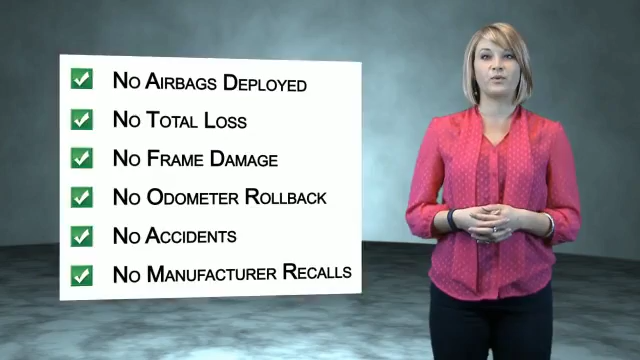 No Airbags Deployed
No Total Loss
No Frame Damage
No Odometer Rollback
No Accidents
No Manufacturer Recalls